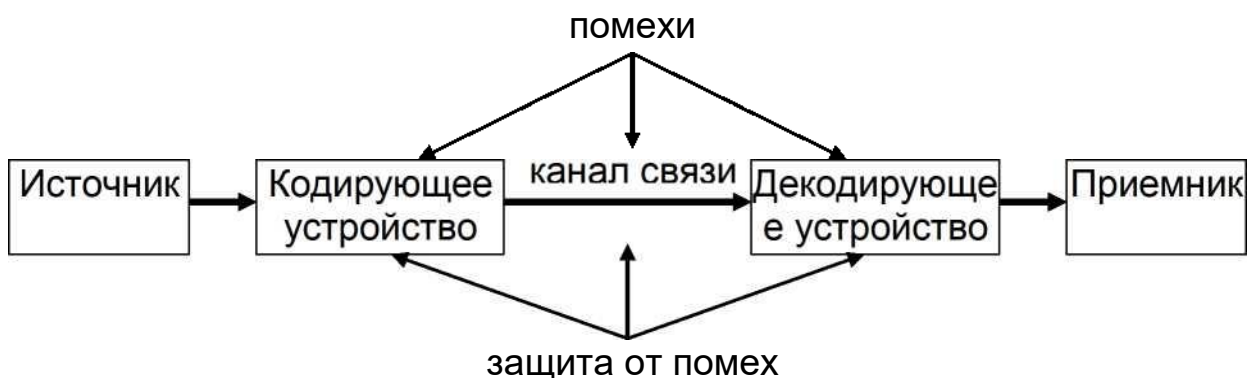 помехи
Источник
Кодирующее
устройство
канал связи
Декодирующе
е устройство
Приемник
защита от помех